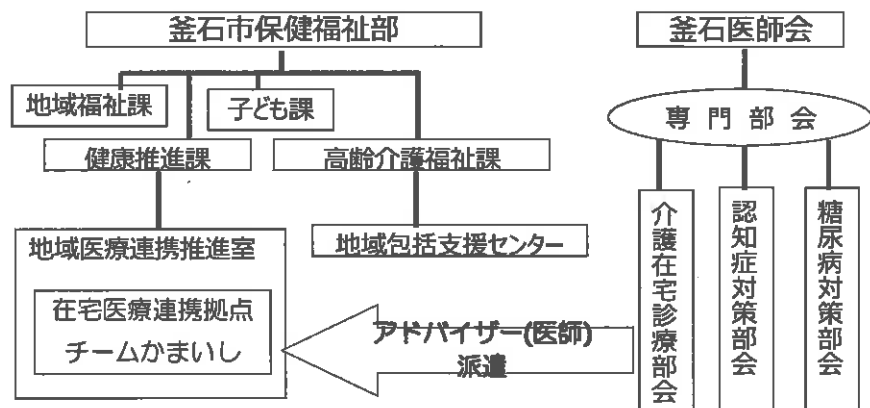 釜石市保健福祉部
釜石医師会
地域福祉課
子ども課
専門部会
健康推進課
高齢介護福祉課
地域医療連携推進室
地域包括支援センター
在宅医療連携拠点
チームかまいし
アドバイザー(医師)
派遣
介護在宅診療部会
認知症対策部会
糖尿病対策部会